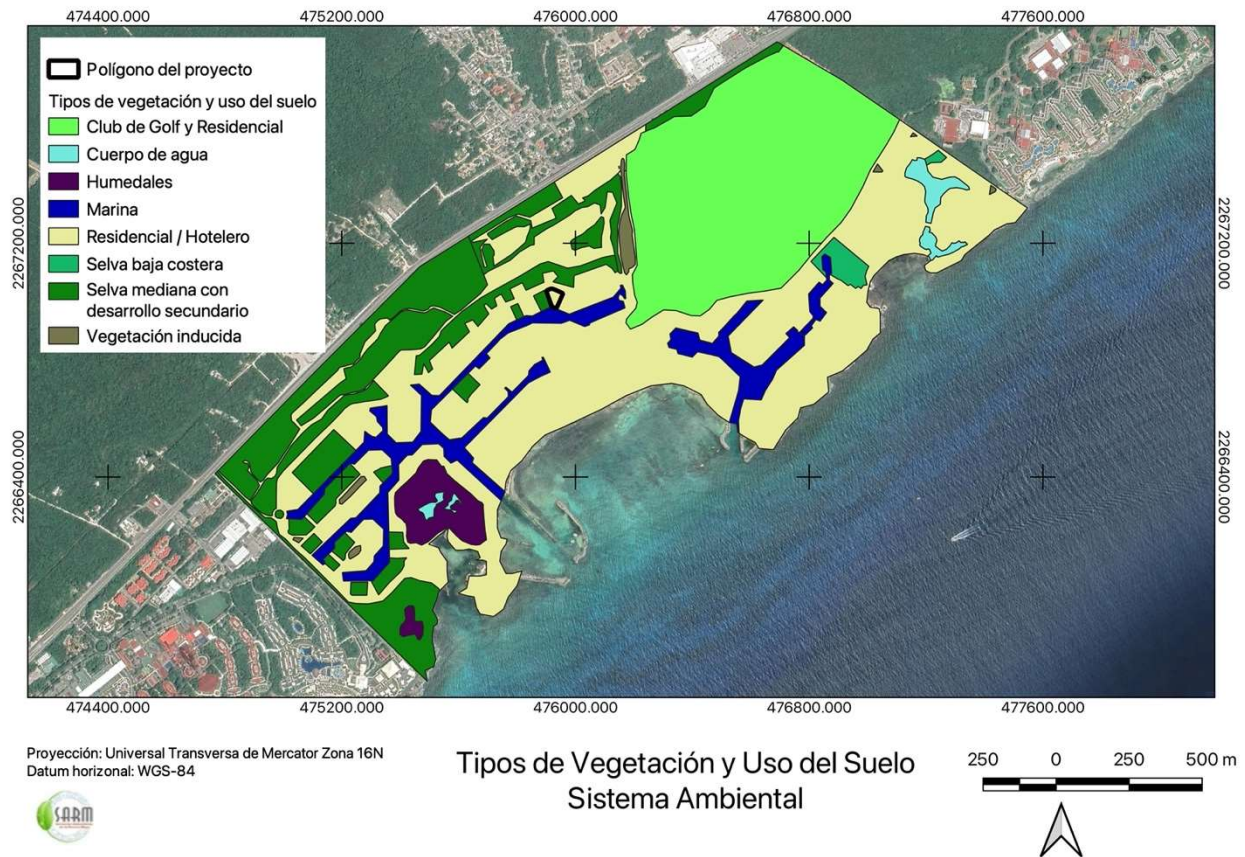 474400.000 475200.000 476000.000 476800.000 477600.000
Polígono del proyecto
Tipos de vegetación y uso del suelo
Club de Golf y Residencial
Cuerpo de agua
Humedales
Marina
Residencial / Hotelero
Selva baja costera
Selva mediana con
desarrollo secundario
Vegetación inducida
2267200.000
2266400.000
2267200.000
2266400.000
474400.000 475200.000 476000.000 476800.000 477600.000
Proyección: Universal Transversa de Mercator Zona 16N
Datum horizonal: WGS-84
Tipos de Vegetación y Uso del Suelo
Sistema Ambiental
250 0 250 500 m
SARM